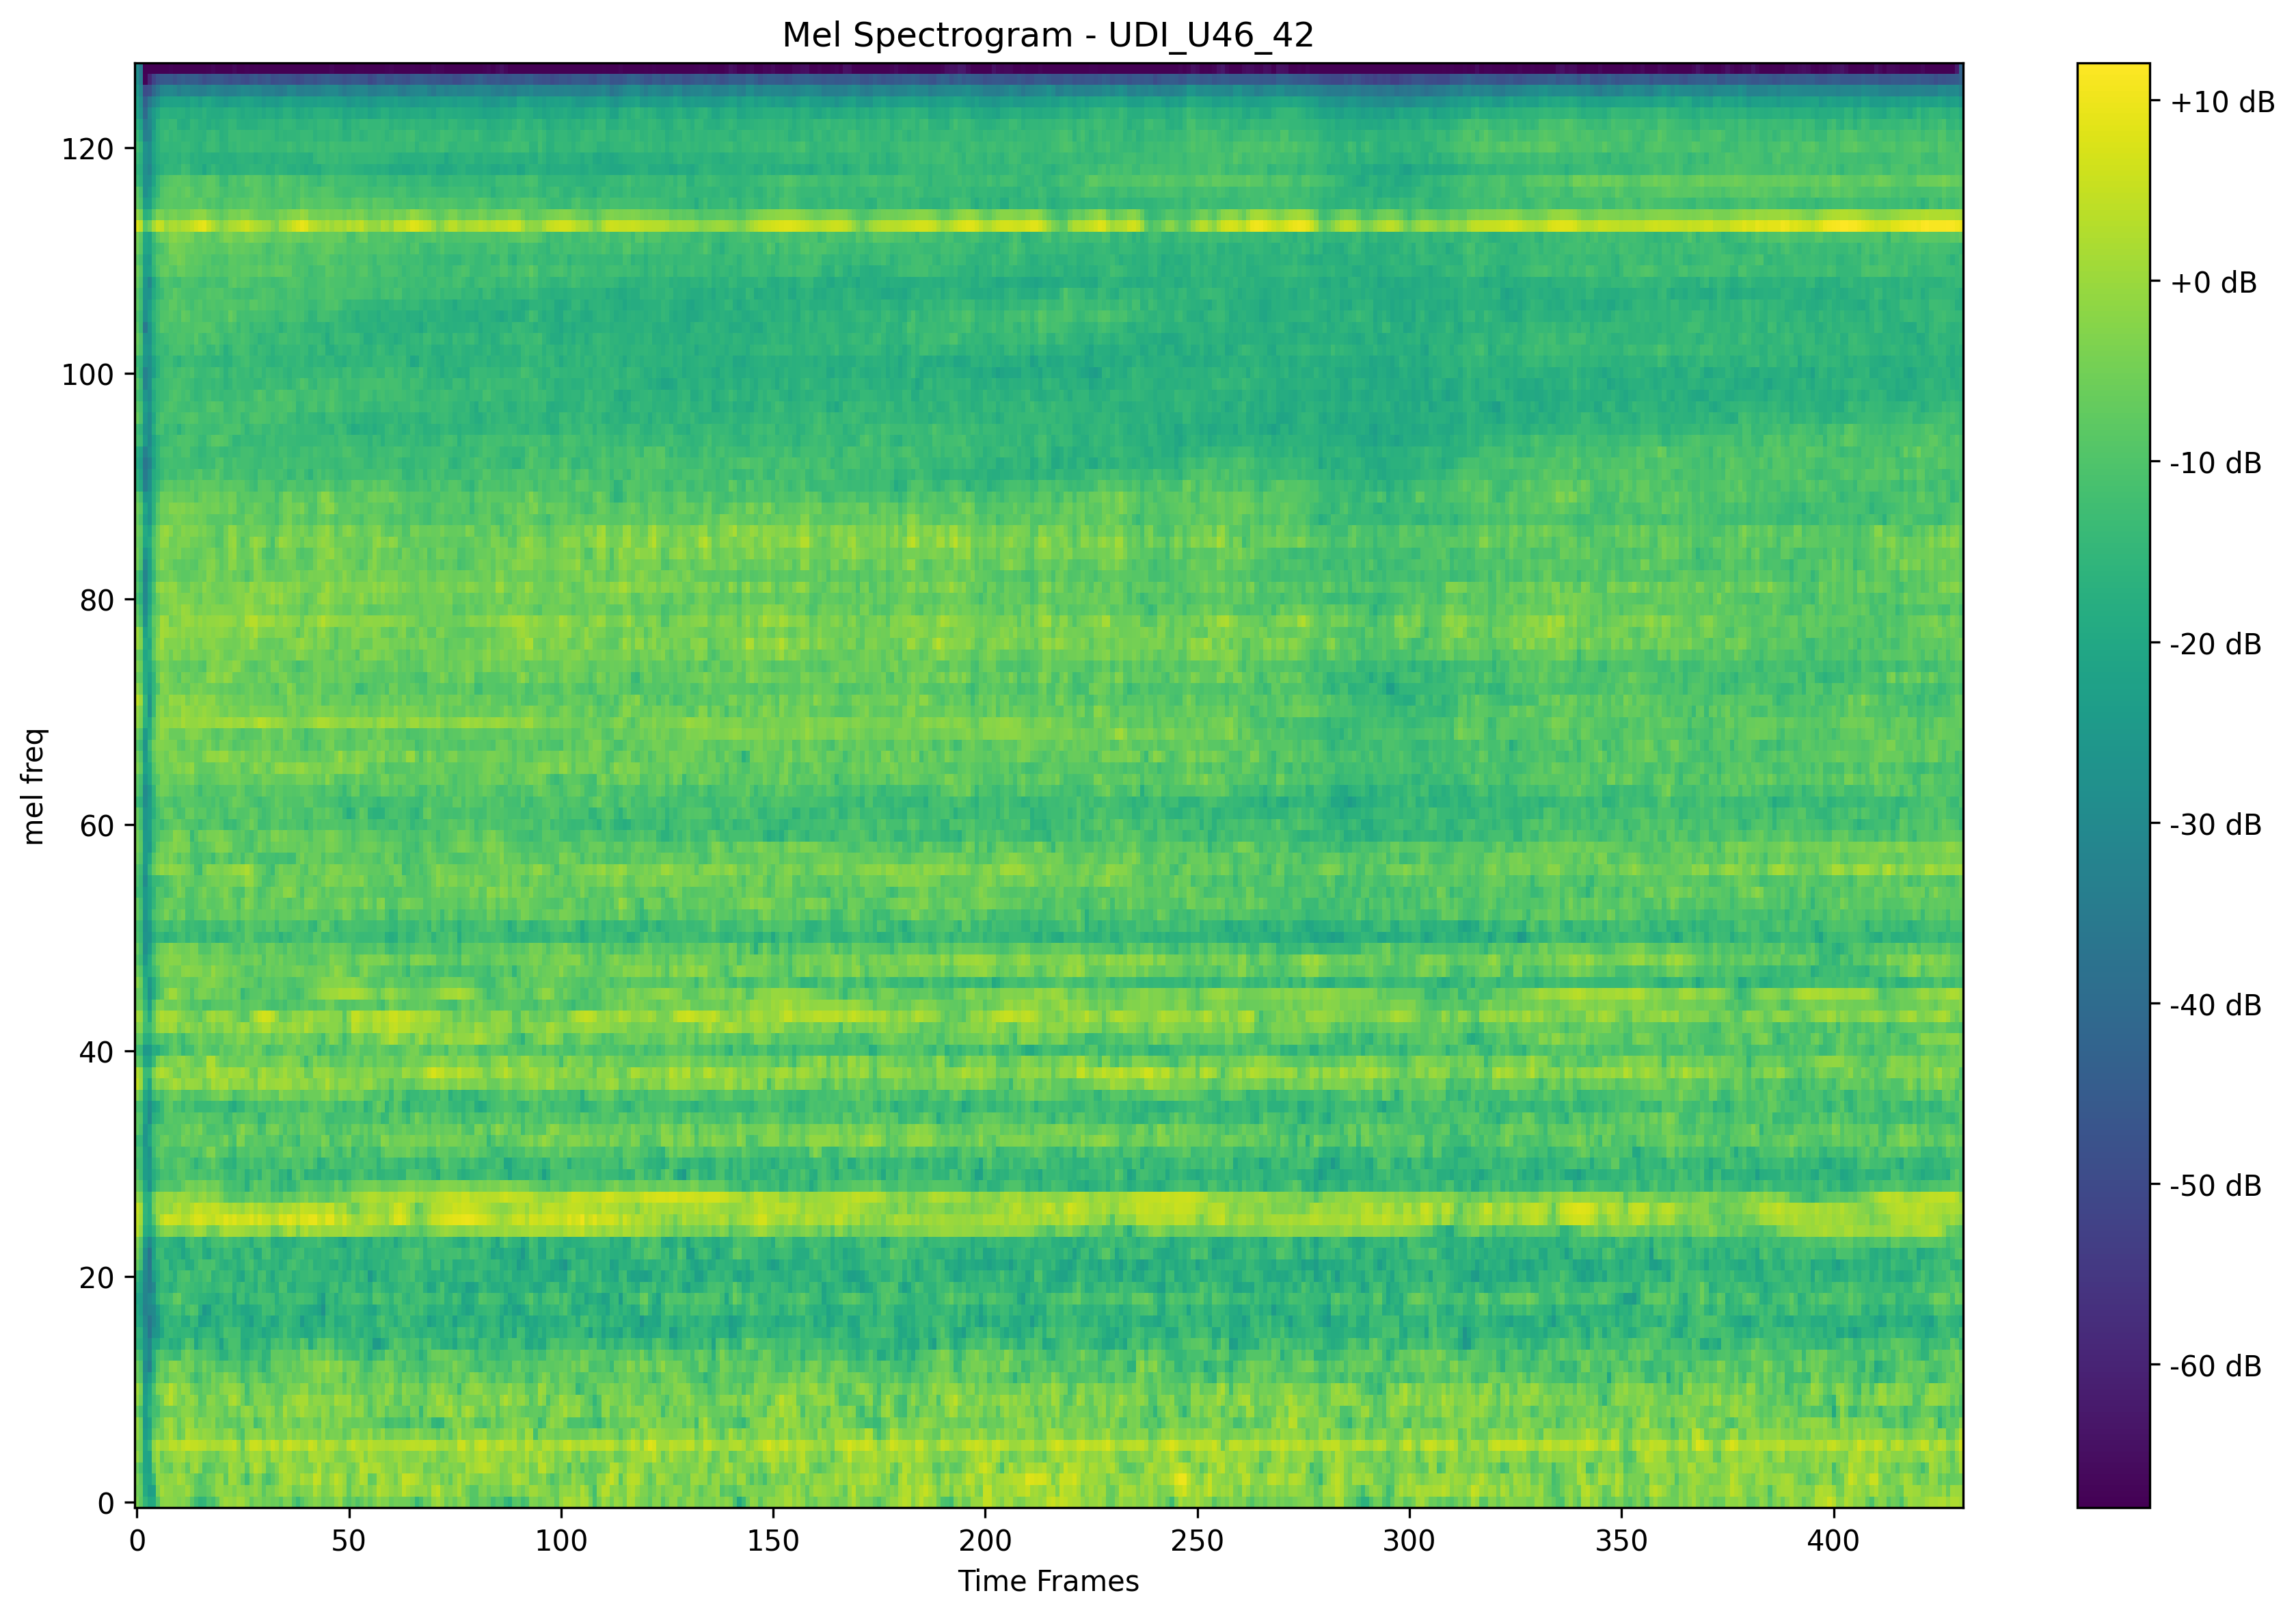 Mel Spectrogram - UDI_U46_42
mel freq
120
100
80
60
40
20
0
0 50 100 150 200 250 300 350 400
Time Frames
+10 dB
+0 dB
-10 dB
-20 dB
-30 dB
-40 dB
-50 dB
-60 dB